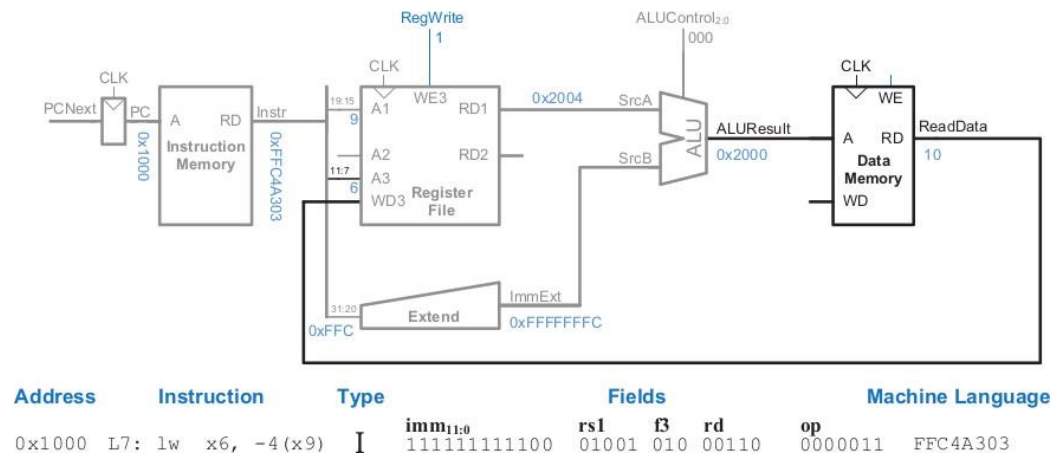 RegWrite
1
ALUControl2:0
000
CLK
CLK
CLK
PCNext
PC
0x1000
A
RD
Instruction
Memory
Instr
0xFFC4A303
19:15
9
A1
WE3
RD1
0x2004
SrcA
A2
RD2
SrcB
11:7
6
A3
WD3
Register
File
ALU
ALUResult
0x2000
WE
A
RD
ReadData
10
Data
Memory
WD
31:20
0xFFC
Extend
ImmExt
0xFFFFFFFC
Address Instruction Type Fields Machine Language
imm11:0 rs1 f3 rd op
0x1000 L7: lw x6, -4(x9) I 111111111100 01001 010 00110 0000011 FFC4A303